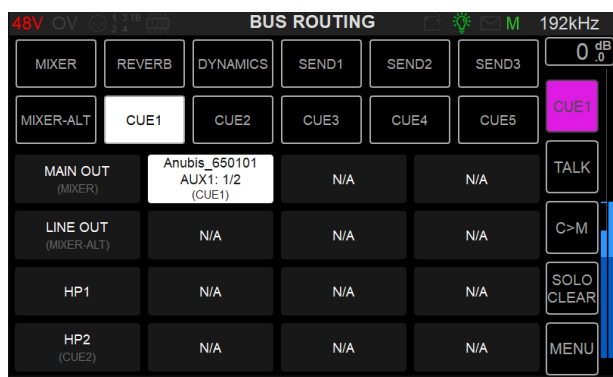 48V OV 1 3 TB BUS ROUTING M 192kHz
2 4
0 .0 dB
MIXER REVERB DYNAMICS SEND1 SEND2 SEND3
MIXER-ALT CUE1 CUE2 CUE3 CUE4 CUE5 CUE1
MAIN OUT
(MIXER)
Anubis_650101
AUX1: 1/2
(CUE1)
N/A N/A TALK
LINE OUT
(MIXER-ALT)
N/A N/A N/A C>M
HP1 N/A N/A N/A SOLO
CLEAR
HP2
(CUE2)
N/A N/A N/A MENU